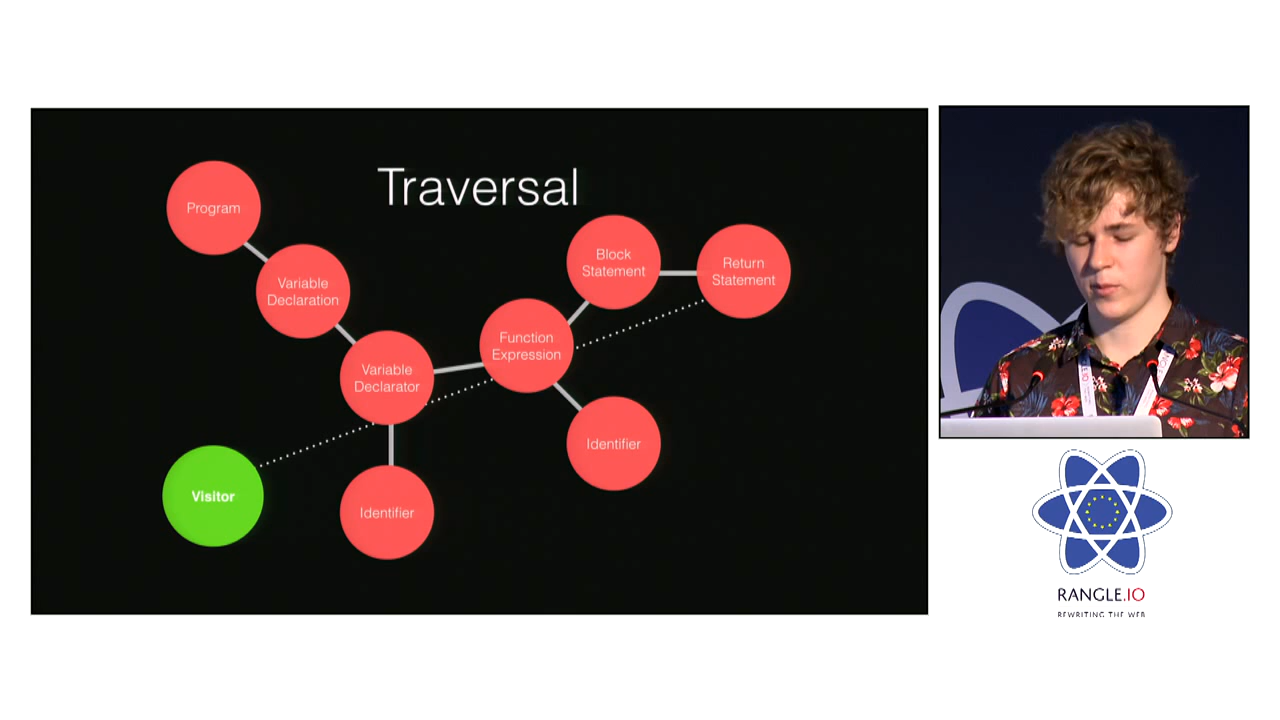 Traversal
Program
Variable
Declaration
Variable
Declarator
Function
Expression
Block
Statement
Return
Statement
Identifier
Identifier
Visitor
RANGLE.IO
REWRITING THE WEB